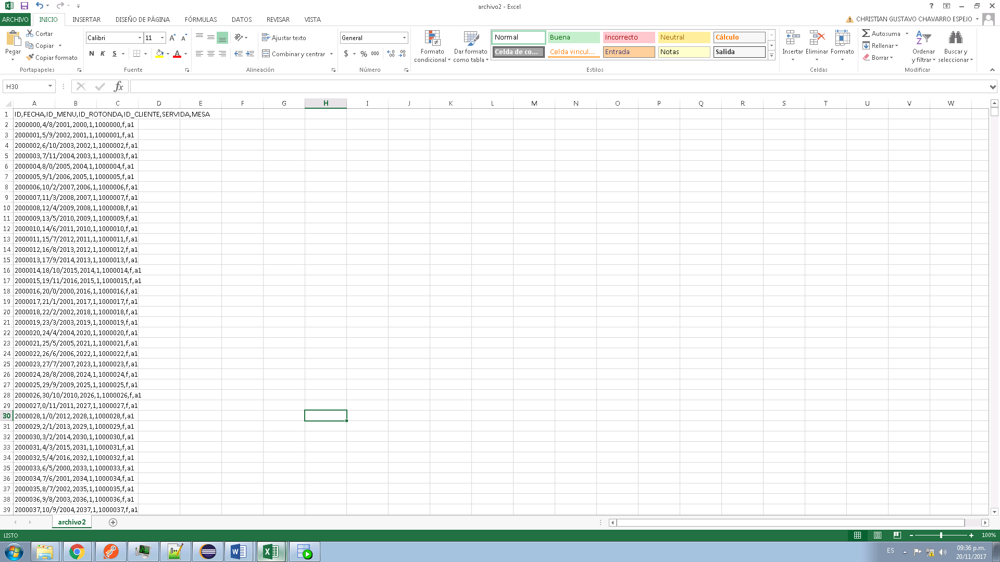 archivo2 - Excel
ARCHIVO INICIO INSERTAR DISEÑO DE PÁGINA FÓRMULAS DATOS REVISAR VISTA CHRISTIAN GUSTAVO CHAVARRO ESPEJO
Pegar
Cortar
Copiar
Copiar formato
Portapapeles
Calibri 11
N K S
Fuente
Ajustar texto
Combinar y centrar
Alineación
General
$ % 000
Número
Formato condicional
Dar formato como tabla
Normal Buena Incorrecto Neutral Cálculo
Celda de co... Celda vincul... Entrada Notas Salida
Estilos
Insertar Eliminar Formato
Celdas
Autosuma
Rellenar
Borrar
Ordenar y filtrar
Buscar y seleccionar
Modificar
H30
fx
A B C D E F G H I J K L M N O P Q R S T U V W
1 ID,FECHA,ID_MENU,ID_ROTONDA,ID_CLIENTE,SERVIDA,MESA
2 2000000,4/8/2001,2000,1,1000000,f,a1
3 2000001,5/9/2002,2001,1,1000001,f,a1
4 2000002,6/10/2003,2002,1,1000002,f,a1
5 2000003,7/11/2004,2003,1,1000003,f,a1
6 2000004,8/0/2005,2004,1,1000004,f,a1
7 2000005,9/1/2006,2005,1,1000005,f,a1
8 2000006,10/2/2007,2006,1,1000006,f,a1
9 2000007,11/3/2008,2007,1,1000007,f,a1
10 2000008,12/4/2009,2008,1,1000008,f,a1
11 2000009,13/5/2010,2009,1,1000009,f,a1
12 2000010,14/6/2011,2010,1,1000010,f,a1
13 2000011,15/7/2012,2011,1,1000011,f,a1
14 2000012,16/8/2013,2012,1,1000012,f,a1
15 2000013,17/9/2014,2013,1,1000013,f,a1
16 2000014,18/10/2015,2014,1,1000014,f,a1
17 2000015,19/11/2016,2015,1,1000015,f,a1
18 2000016,20/0/2000,2016,1,1000016,f,a1
19 2000017,21/1/2001,2017,1,1000017,f,a1
20 2000018,22/2/2002,2018,1,1000018,f,a1
21 2000019,23/3/2003,2019,1,1000019,f,a1
22 2000020,24/4/2004,2020,1,1000020,f,a1
23 2000021,25/5/2005,2021,1,1000021,f,a1
24 2000022,26/6/2006,2022,1,1000022,f,a1
25 2000023,27/7/2007,2023,1,1000023,f,a1
26 2000024,28/8/2008,2024,1,1000024,f,a1
27 2000025,29/9/2009,2025,1,1000025,f,a1
28 2000026,30/10/2010,2026,1,1000026,f,a1
29 2000027,0/11/2011,2027,1,1000027,f,a1
30 2000028,1/0/2012,2028,1,1000028,f,a1
31 2000029,2/1/2013,2029,1,1000029,f,a1
32 2000030,3/2/2014,2030,1,1000030,f,a1
33 2000031,4/3/2015,2031,1,1000031,f,a1
34 2000032,5/4/2016,2032,1,1000032,f,a1
35 2000033,6/5/2000,2033,1,1000033,f,a1
36 2000034,7/6/2001,2034,1,1000034,f,a1
37 2000035,8/7/2002,2035,1,1000035,f,a1
38 2000036,9/8/2003,2036,1,1000036,f,a1
39 2000037,10/9/2004,2037,1,1000037,f,a1
archivo2
LISTO 100%
ES 09:36 p.m.
20/11/2017